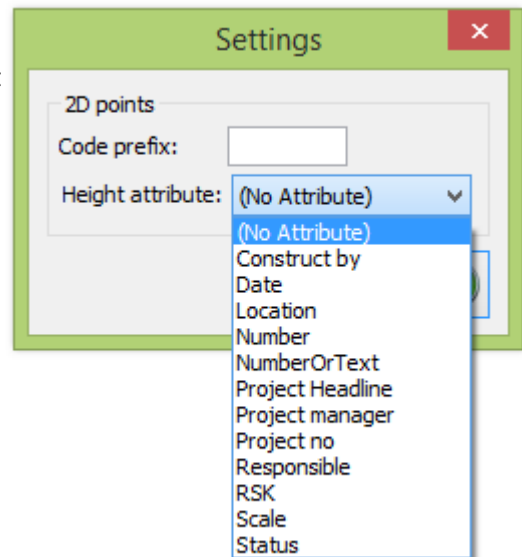 Settings
2D points
Code prefix:
Height attribute: (No Attribute)
(No Attribute)
Construct by
Date
Location
Number
NumberOrText
Project Headline
Project manager
Project no
Responsible
RSK
Scale
Status